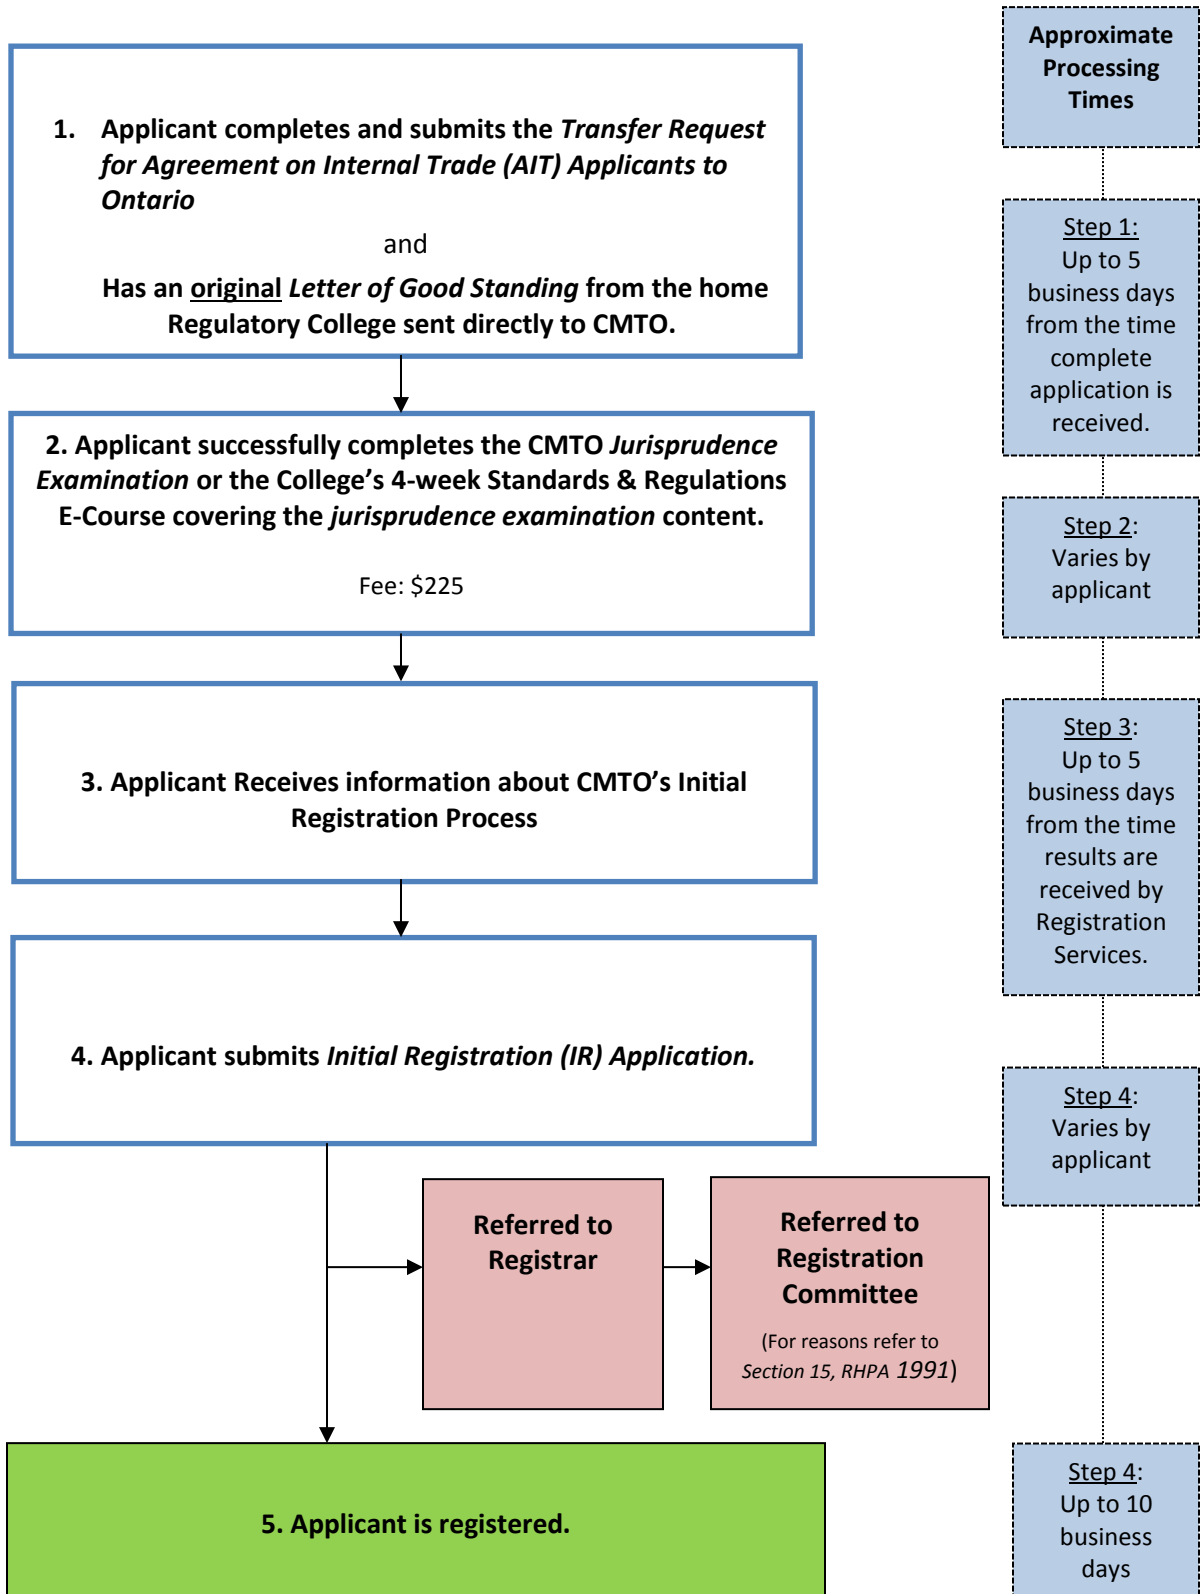 1. Applicant completes and submits the Transfer Request
for Agreement on Internal Trade (AIT) Applicants to
Ontario
and
Has an original Letter of Good Standing from the home
Regulatory College sent directly to CMTO.
2. Applicant successfully completes the CMTO Jurisprudence
Examination or the College’s 4-week Standards & Regulations
E-Course covering the jurisprudence examination content.
Fee: $225
3. Applicant Receives information about CMTO’s Initial
Registration Process
4. Applicant submits Initial Registration (IR) Application.
Referred to
Registrar
Referred to
Registration
Committee
(For reasons refer to
Section 15, RHPA 1991)
5. Applicant is registered.
Approximate
Processing
Times
Step 1:
Up to 5
business days
from the time
complete
application is
received.
Step 2:
Varies by
applicant
Step 3:
Up to 5
business days
from the time
results are
received by
Registration
Services.
Step 4:
Varies by
applicant
Step 4:
Up to 10
business
days